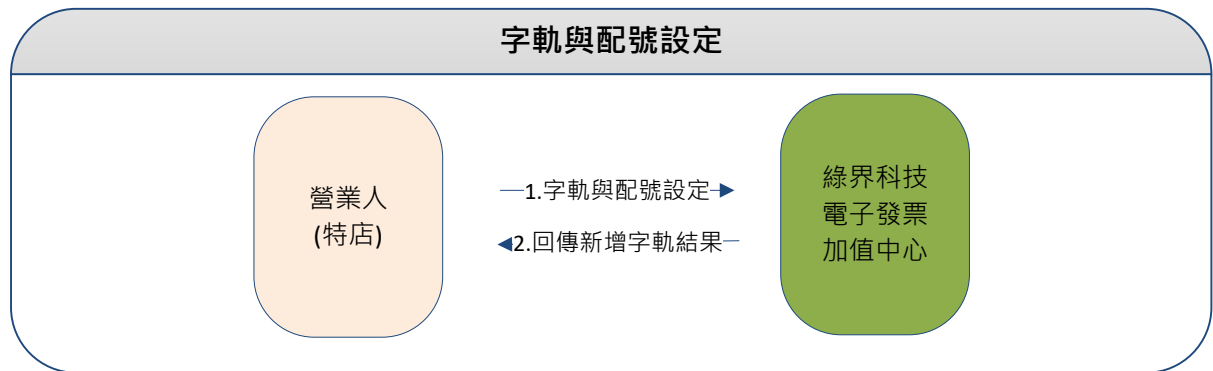 字軌與配號設定
營業人
(特店)
1.字軌與配號設定
2.回傳新增字軌結果
綠界科技
電子發票
加值中心